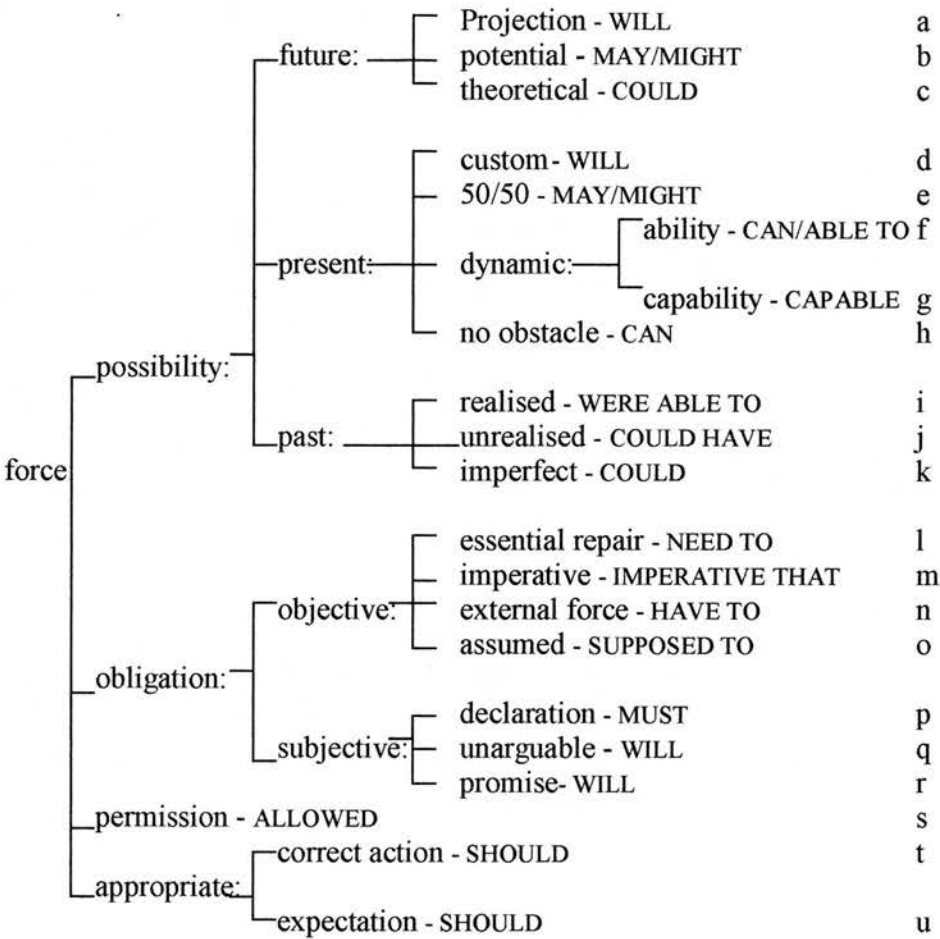 Projection - WILL a
future: potential - MAY/MIGHT b
theoretical - COULD c
custom- WILL d
50/50 - MAY/MIGHT e
ability - CAN/ABLE TO f
present: dynamic:
capability - CAPABLE g
no obstacle - CAN h
possibility:
realised - WERE ABLE TO i
past: unrealised - COULD HAVE j
imperfect - COULD k
force
essential repair - NEED TO l
objective: imperative - IMPERATIVE THAT m
external force - HAVE TO n
assumed - SUPPOSED TO o
obligation:
declaration - MUST p
subjective: unarguable - WILL q
promise- WILL r
permission - ALLOWED s
correct action - SHOULD t
appropriate:
expectation - SHOULD u